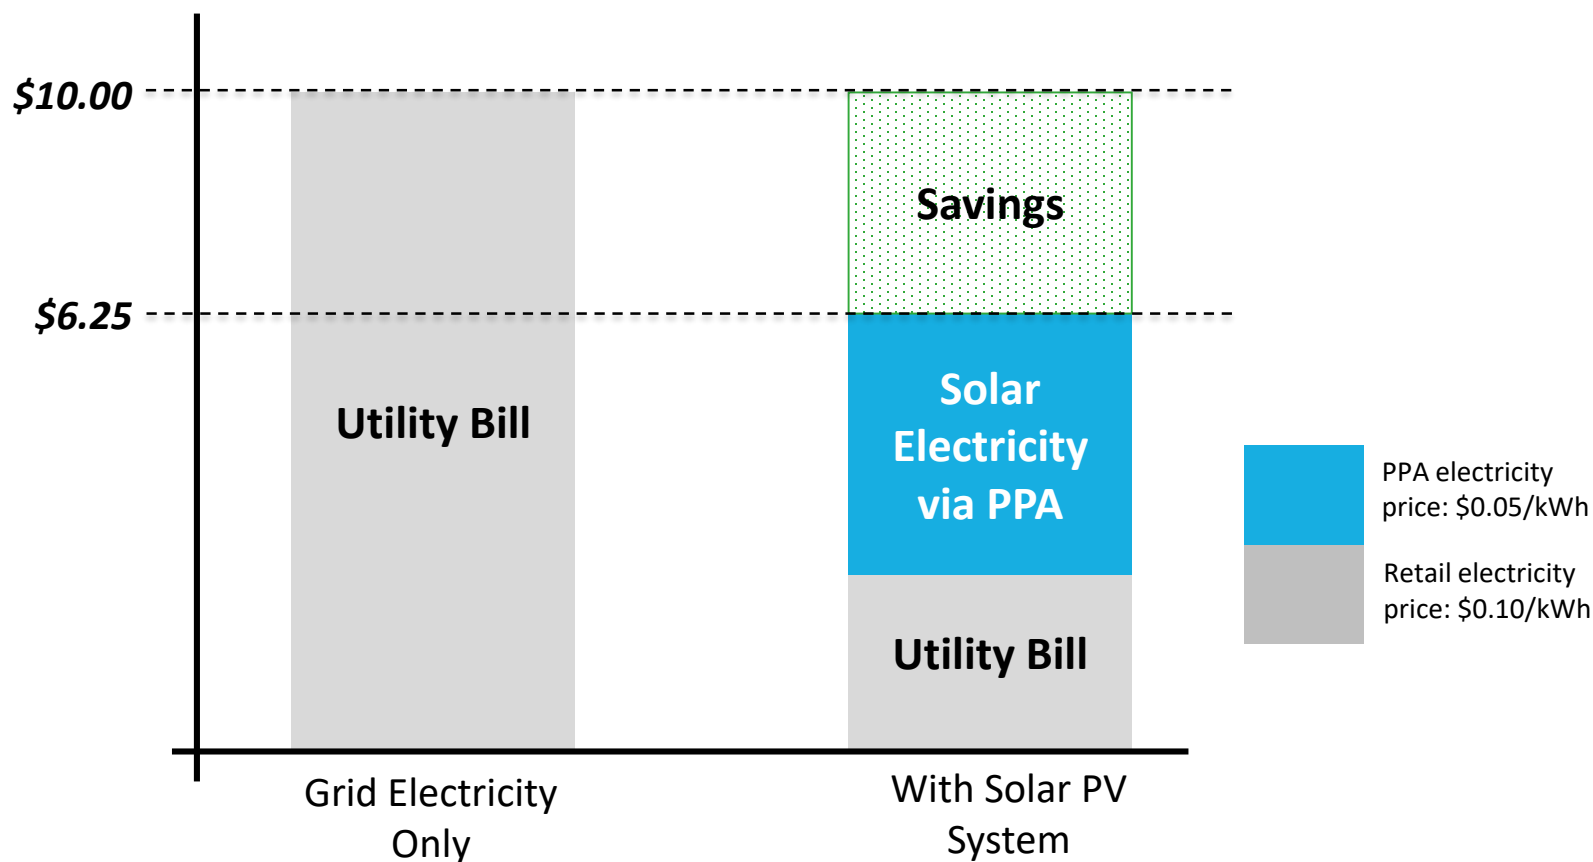 $10.00
Savings
$6.25
Utility Bill
Solar
Electricity
via PPA
Utility Bill
PPA electricity
price: $0.05/kWh
Retail electricity
price: $0.10/kWh
Grid Electricity
Only
With Solar PV
System